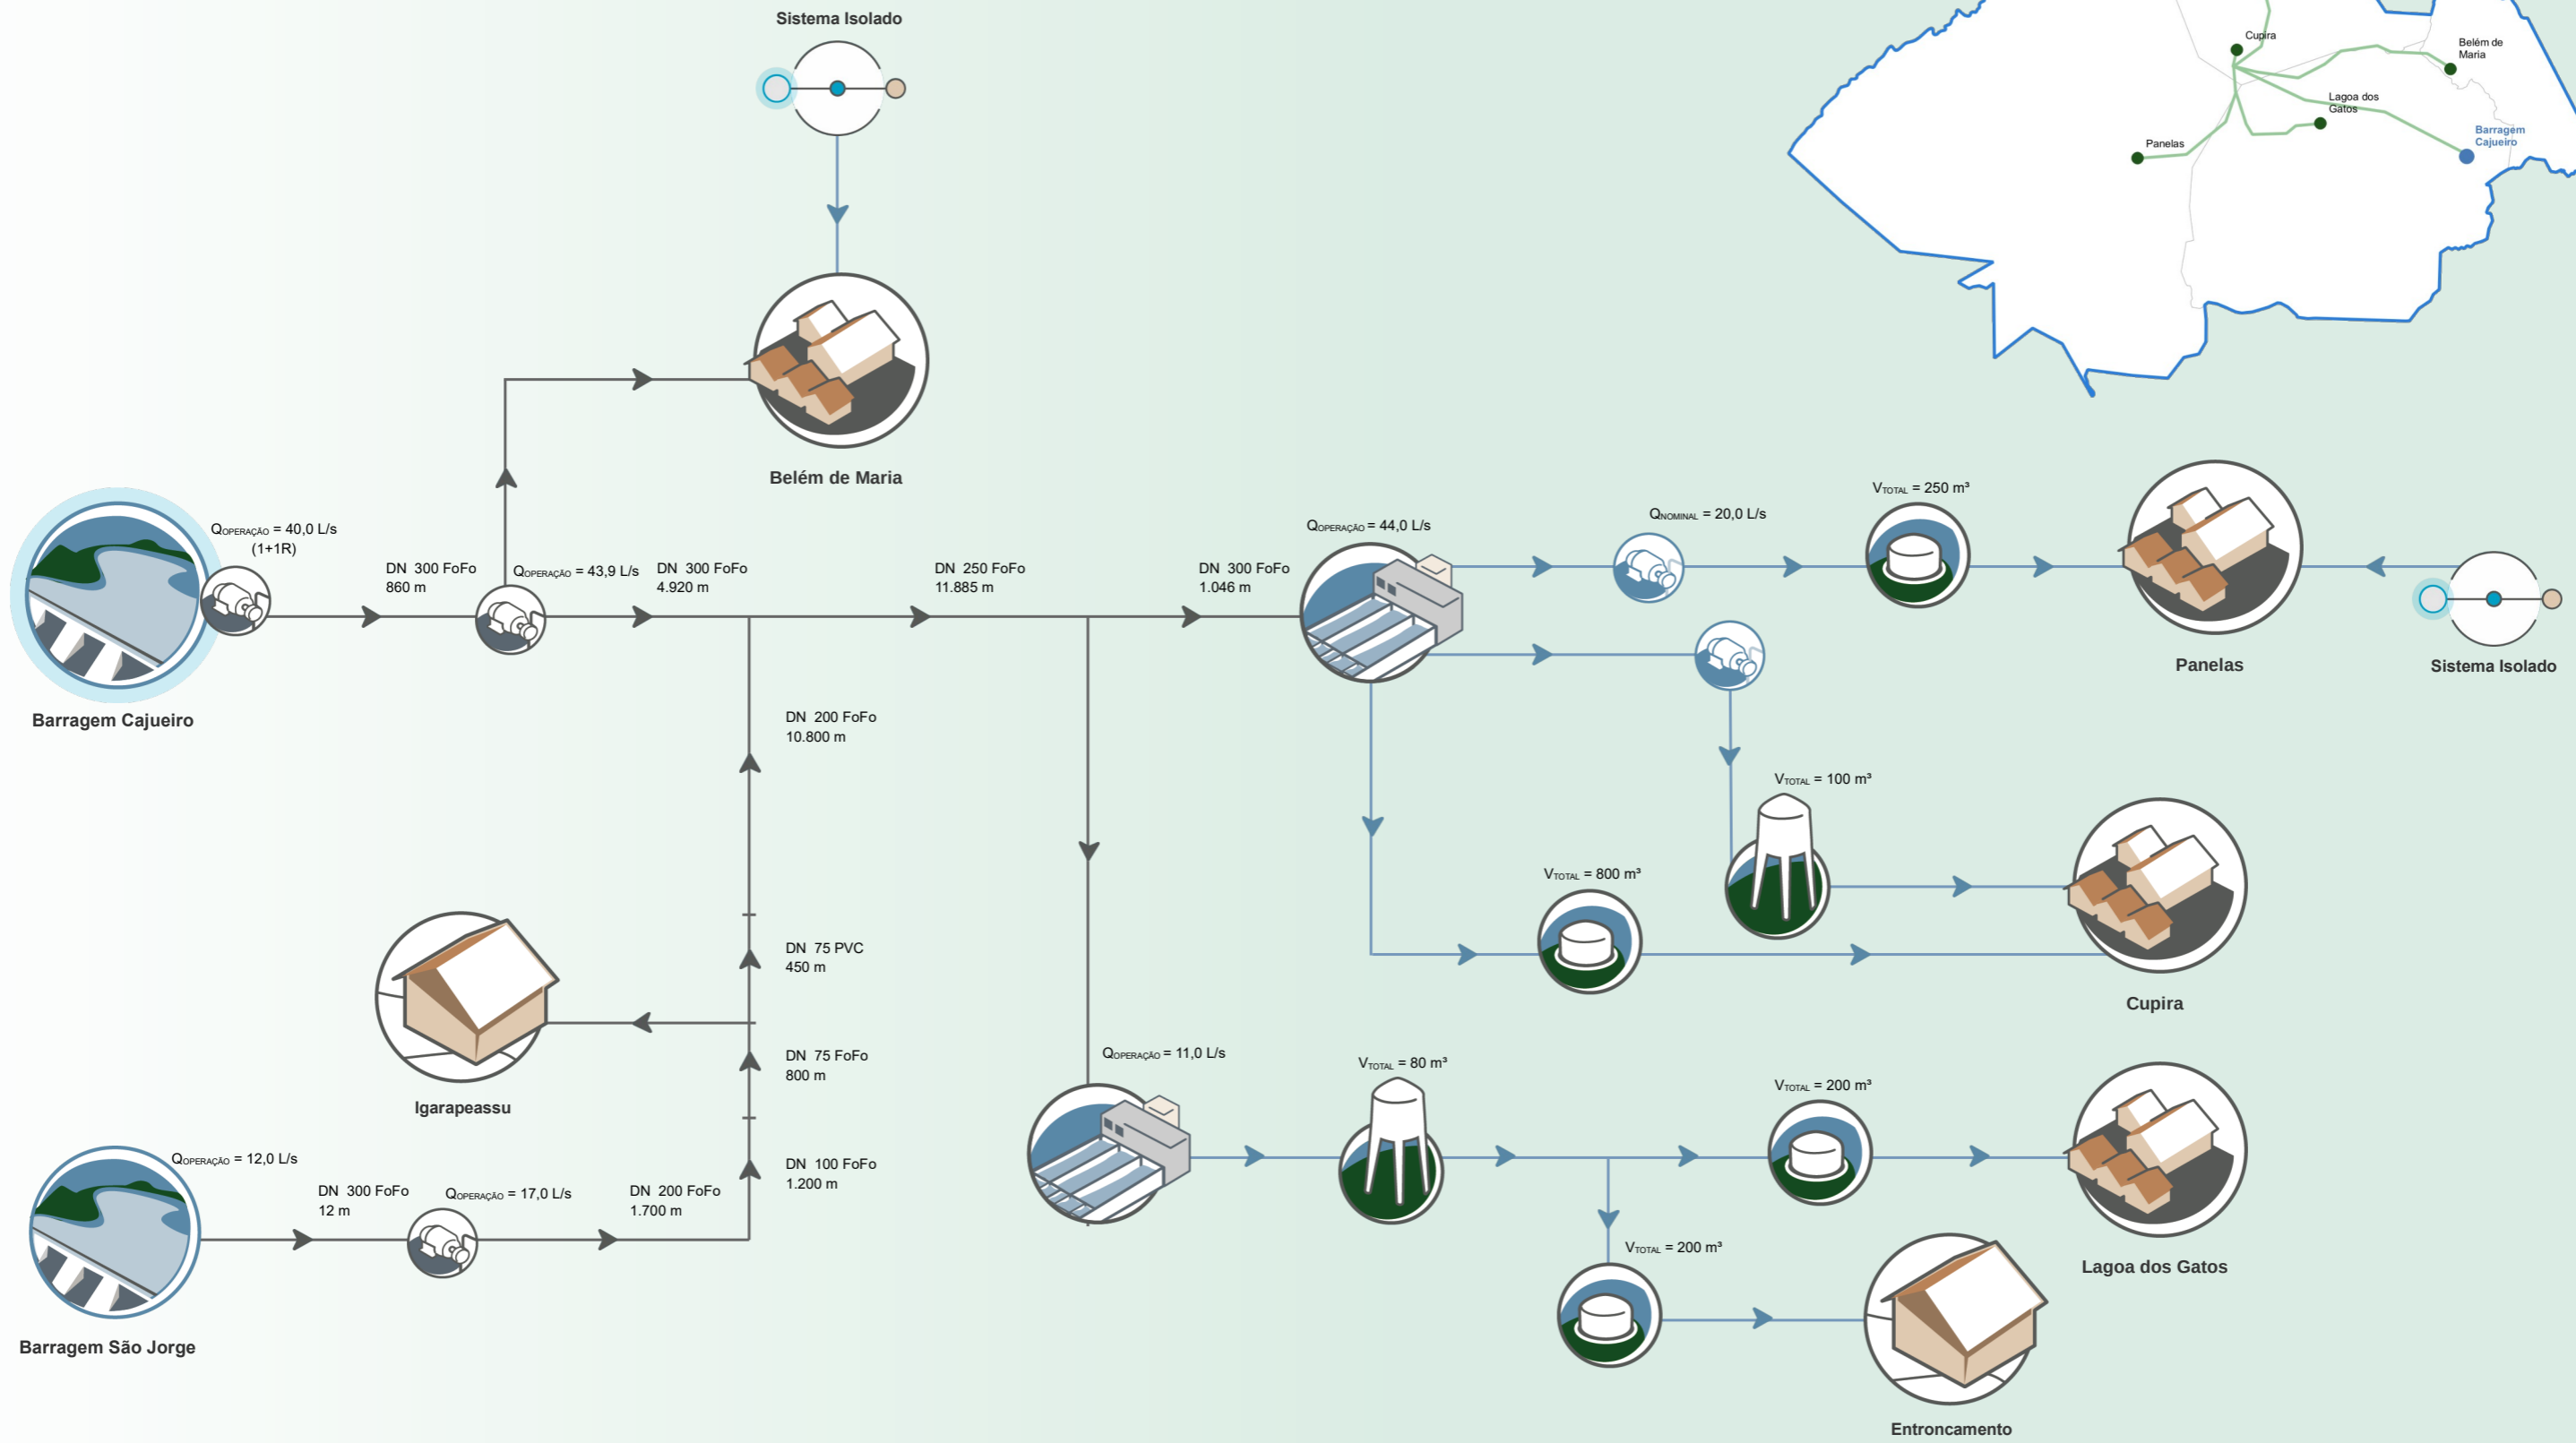 Sistema Isolado
Cupira
Belém de
Maria
Lagoa dos
Gatos
Barragem
Cajueiro
Panelas
Belém de Maria
QOPERAÇÃO = 40,0 L/s
(1+1R)
DN 300 FoFo
860 m
QOPERAÇÃO = 43,9 L/s
DN 300 FoFo
4.920 m
DN 250 FoFo
11.885 m
DN 300 FoFo
1.046 m
QOPERAÇÃO = 44,0 L/s
QNOMINAL = 20,0 L/s
VTOTAL = 250 m³
Panelas
Sistema Isolado
Barragem Cajueiro
DN 200 FoFo
10.800 m
VTOTAL = 100 m³
VTOTAL = 800 m³
Cupira
DN 75 PVC
450 m
DN 75 FoFo
800 m
Igarapeassu
DN 100 FoFo
1.200 m
QOPERAÇÃO = 12,0 L/s
DN 300 FoFo
12 m
QOPERAÇÃO = 17,0 L/s
DN 200 FoFo
1.700 m
Barragem São Jorge
QOPERAÇÃO = 11,0 L/s
VTOTAL = 80 m³
VTOTAL = 200 m³
Lagoa dos Gatos
VTOTAL = 200 m³
Entroncamento